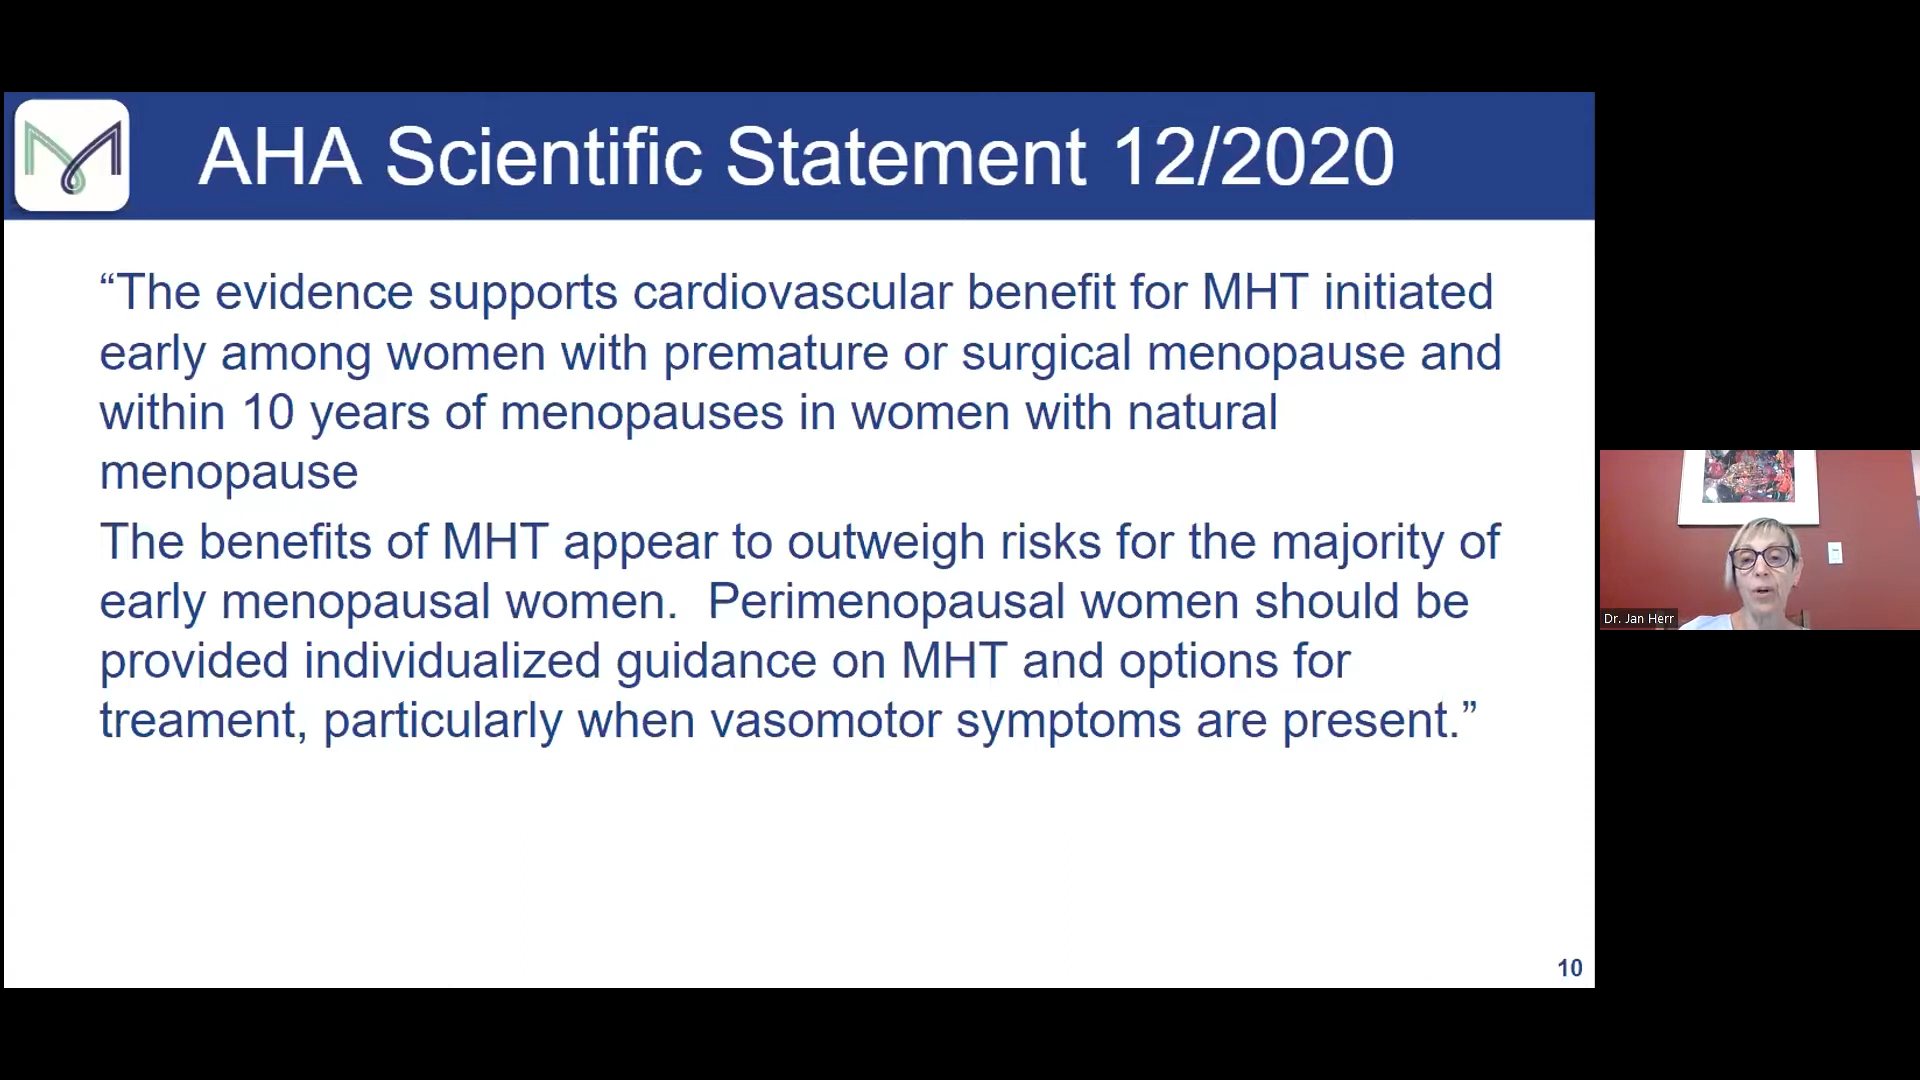 AHA Scientific Statement 12/2020
“The evidence supports cardiovascular benefit for MHT initiated
early among women with premature or surgical menopause and
within 10 years of menopauses in women with natural
menopause
The benefits of MHT appear to outweigh risks for the majority of
early menopausal women.  Perimenopausal women should be
provided individualized guidance on MHT and options for
treament, particularly when vasomotor symptoms are present.”
10
Dr. Jan Herr